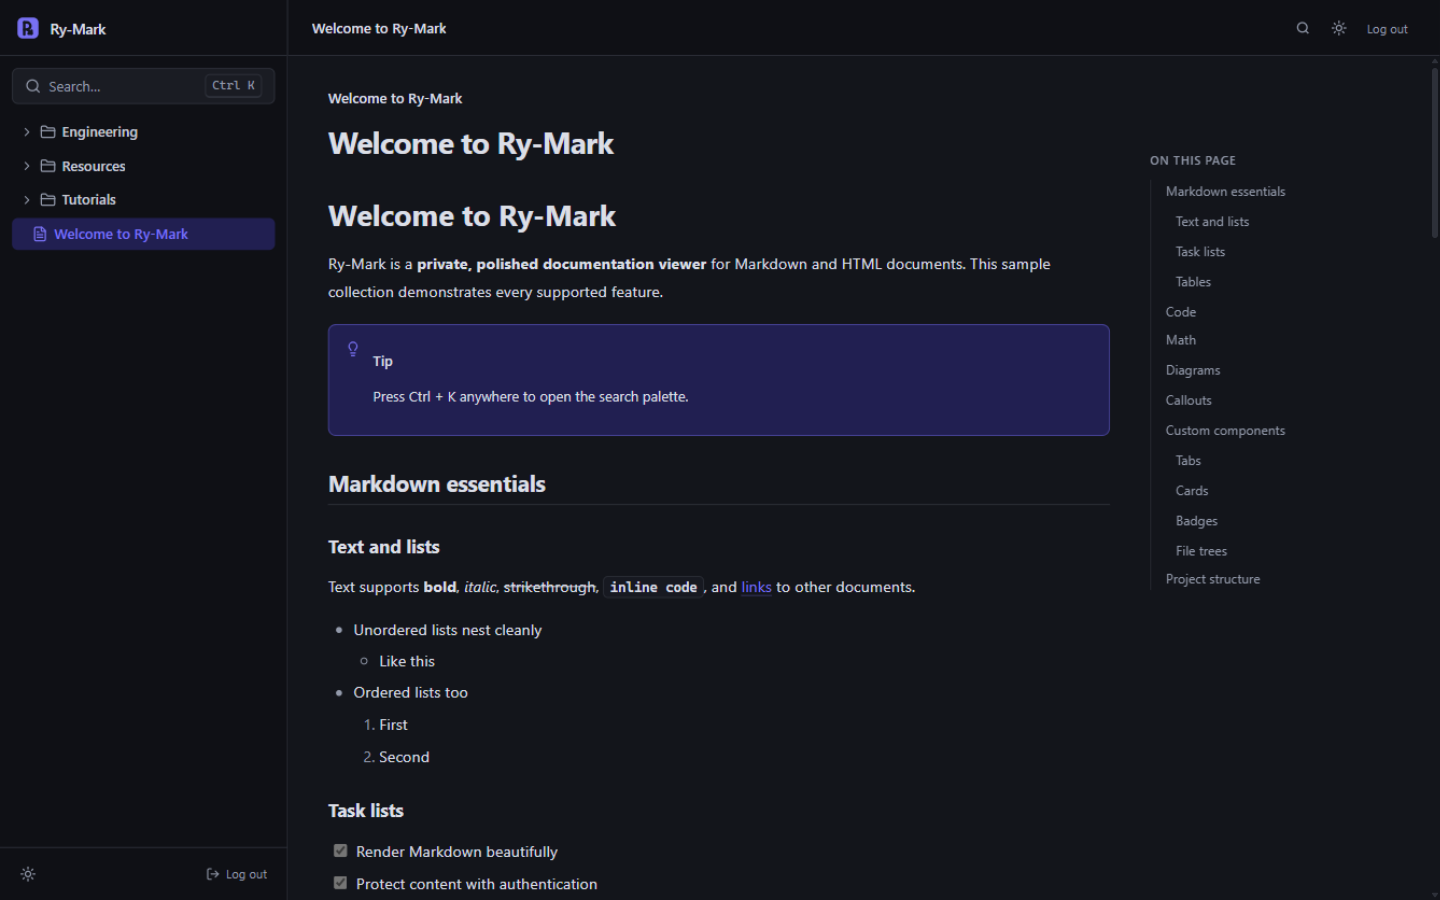 Ry-Mark
Search...
Ctrl K
Engineering
Resources
Tutorials
Welcome to Ry-Mark
Log out
Welcome to Ry-Mark
Log out
Welcome to Ry-Mark
Welcome to Ry-Mark
Welcome to Ry-Mark
Ry-Mark is a private, polished documentation viewer for Markdown and HTML documents. This sample
collection demonstrates every supported feature.
Tip
Press Ctrl + K anywhere to open the search palette.
Markdown essentials
Text and lists
Text supports bold, italic, strikethrough, inline code, and links to other documents.
Unordered lists nest cleanly
Like this
Ordered lists too
1. First
2. Second
Task lists
Render Markdown beautifully
Protect content with authentication
ON THIS PAGE
Markdown essentials
Text and lists
Task lists
Tables
Code
Math
Diagrams
Callouts
Custom components
Tabs
Cards
Badges
File trees
Project structure